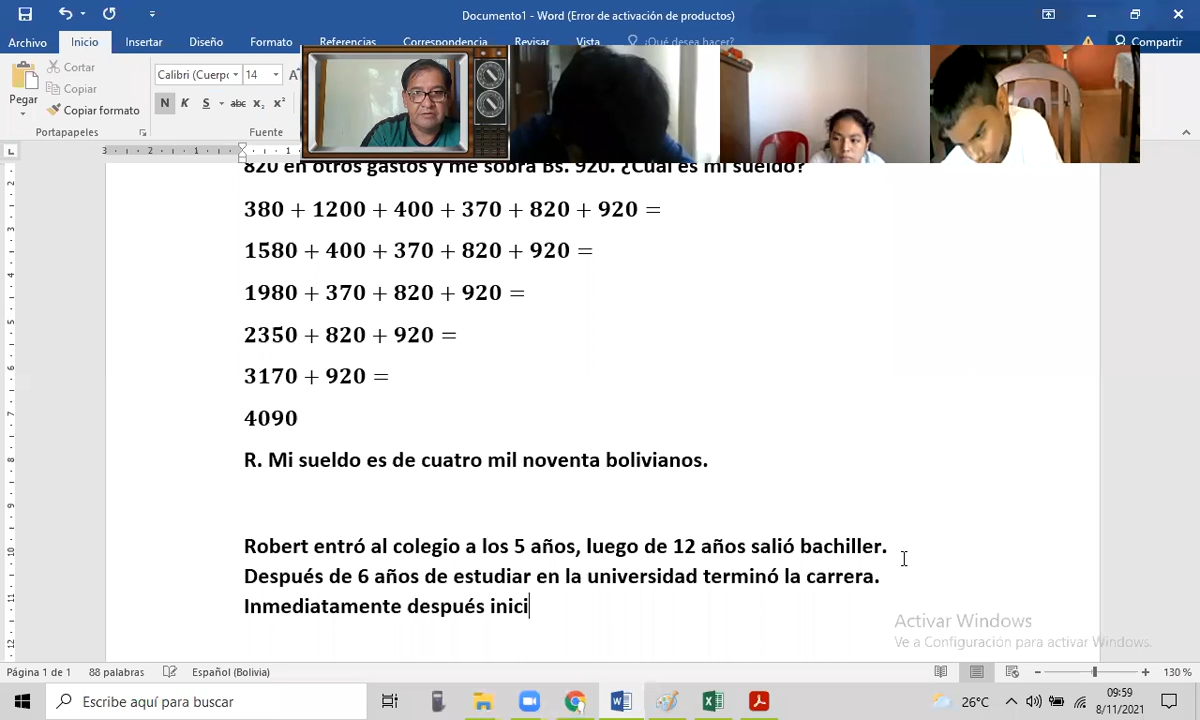 Documento1 - Word (Error de activación de productos)
Archivo Inicio Insertar Diseño Formato Referencias Correspondencia Revisar Vista ¿Qué desea hacer? Compartir
Pegar
Cortar
Copiar
Copiar formato
Portapapeles
Calibri (Cuerpo 14
N K S abc x₂ x²
Fuente
820 en otros gastos y me sobra Bs. 920. ¿Cuál es mi sueldo?
380 + 1200 + 400 + 370 + 820 + 920 =
1580 + 400 + 370 + 820 + 920 =
1980 + 370 + 820 + 920 =
2350 + 820 + 920 =
3170 + 920 =
4090
R. Mi sueldo es de cuatro mil noventa bolivianos.
Robert entró al colegio a los 5 años, luego de 12 años salió bachiller.
Después de 6 años de estudiar en la universidad terminó la carrera.
Inmediatamente después inici
Activar Windows
Ve a Configuración para activar Windows.
Página 1 de 1 88 palabras Español (Bolivia) 130 %
Escribe aquí para buscar
26°C
09:59
8/11/2021